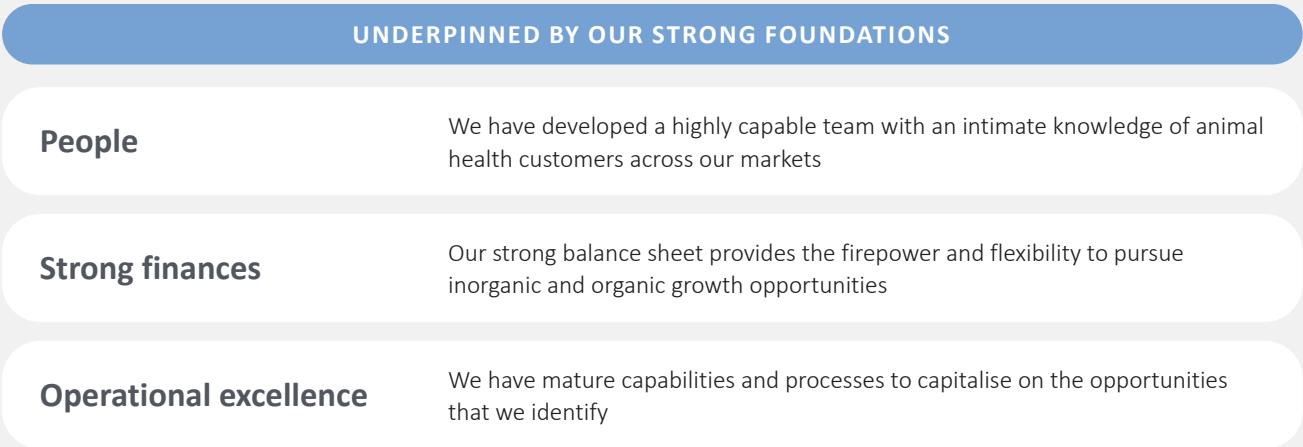 UNDERPINNED BY OUR STRONG FOUNDATIONS
People
We have developed a highly capable team with an intimate knowledge of animal
health customers across our markets
Strong finances
Our strong balance sheet provides the firepower and flexibility to pursue
inorganic and organic growth opportunities
Operational excellence
We have mature capabilities and processes to capitalise on the opportunities
that we identify